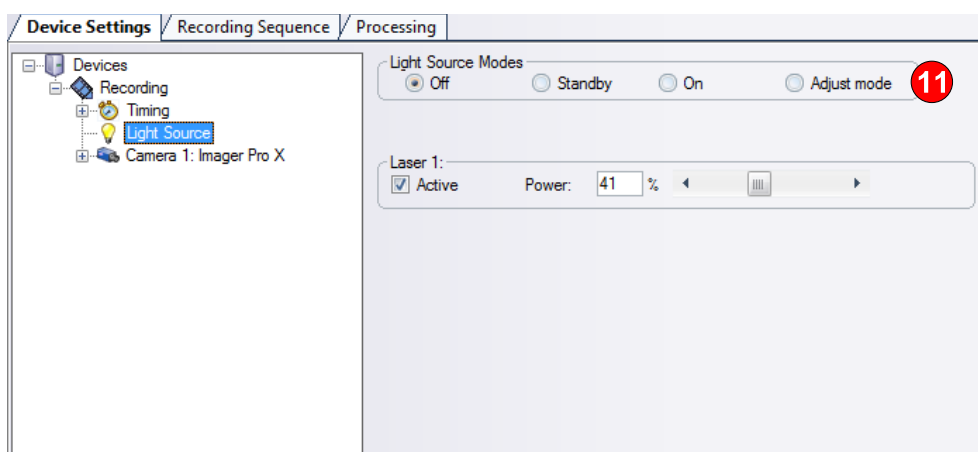 Device Settings Recording Sequence Processing
Devices
Recording
Timing
Light Source
Camera 1: Imager Pro X
Light Source Modes
Off Standby On Adjust mode 11
Laser 1:
Active Power: 41 %